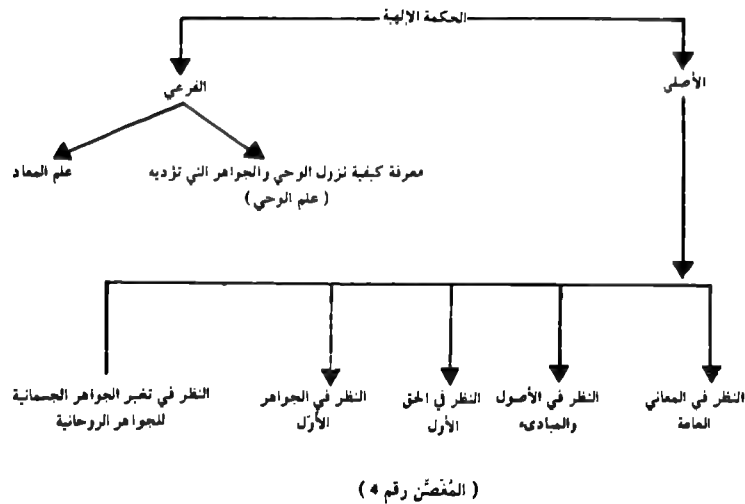 الحكمة الإلهية
الأصلي
الفرعي
معرفة كيفية نزول الوحي والجواهر التي تؤديه
( علم الوحي )
علم المعاد
النظر في المعاني
العامة
النظر في الأصول
والمبادىء
النظر في الحق
الأول
النظر في الجواهر
الأُوَل
النظر في تغبر الجواهر الجسمانية
للجواهر الروحانية
( المُغَصَّن رقم 4 )